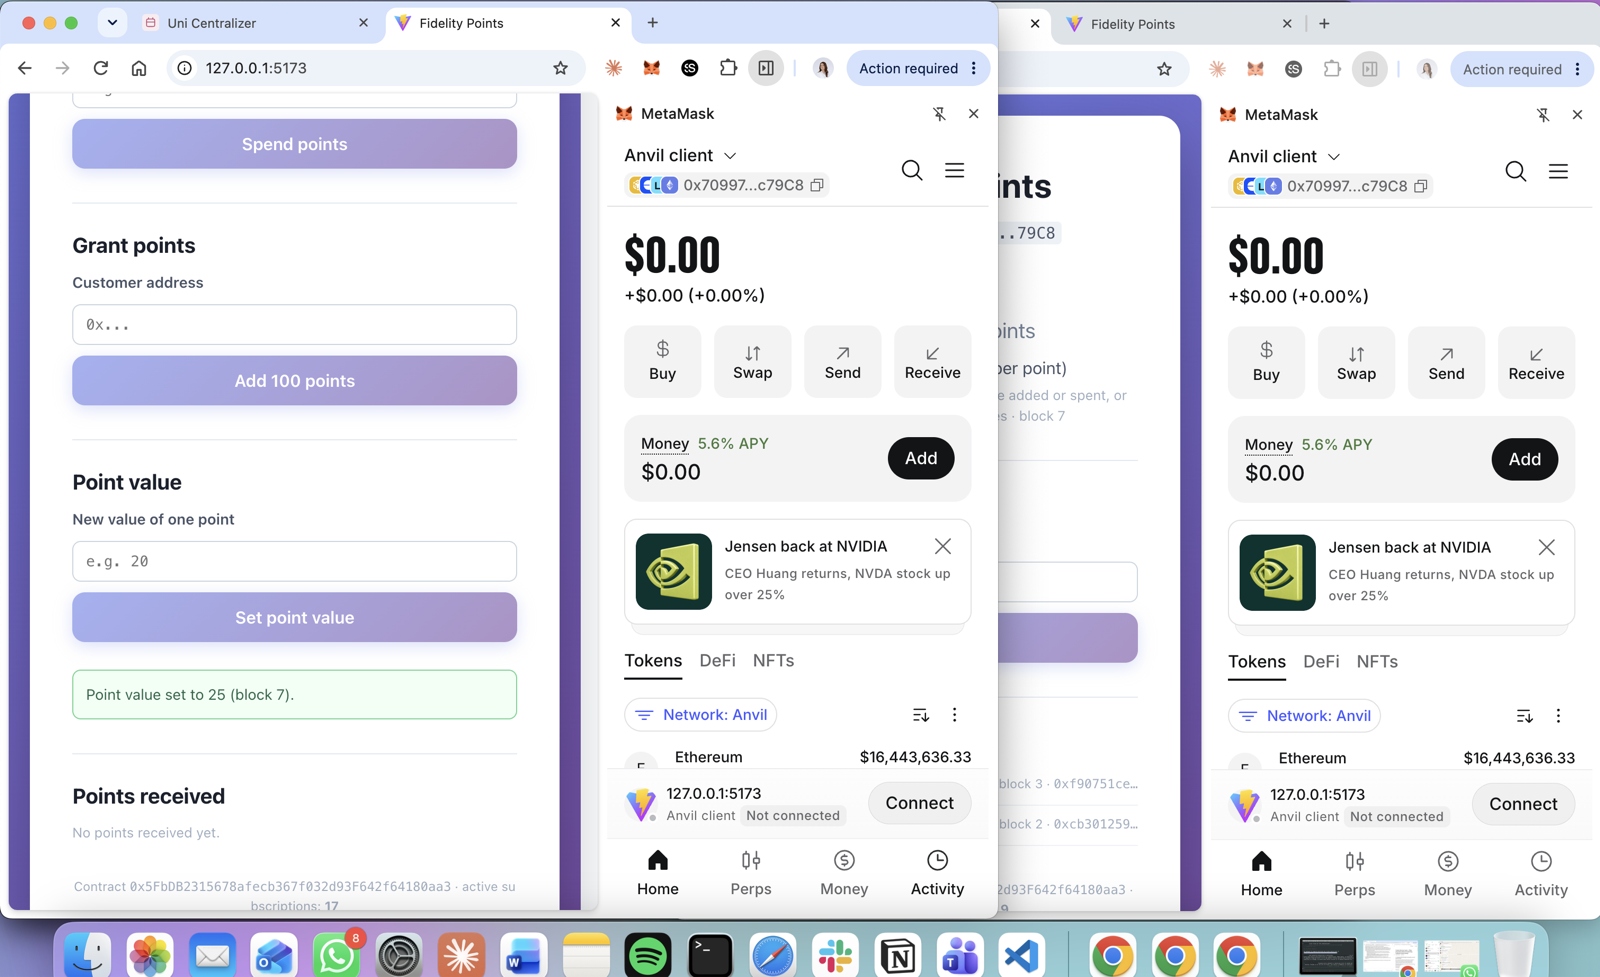 Uni Centralizer
Fidelity Points
Fidelity Points
127.0.0.1:5173
Action required
Action required
Spend points
Grant points
Customer address
0x...
Add 100 points
Point value
New value of one point
e.g. 20
Set point value
Point value set to 25 (block 7).
Points received
No points received yet.
Contract 0x5FbDB2315678afecb367f032d93F642f64180aa3 · active su
bscriptions: 17
MetaMask
Anvil client
0x70997...c79C8
$0.00
+$0.00 (+0.00%)
Buy
Swap
Send
Receive
Money 5.6% APY
$0.00
Add
Jensen back at NVIDIA
CEO Huang returns, NVDA stock up
over 25%
Tokens DeFi NFTs
Network: Anvil
Ethereum $16,443,636.33
127.0.0.1:5173
Anvil client Not connected
Connect
Home Perps Money Activity
ints
..79C8
oints
per point)
e added or spent, or
s · block 7
block 3 · 0xf90751ce…
block 2 · 0xcb301259…
2d93F642f64180aa3 ·
MetaMask
Anvil client
0x70997...c79C8
$0.00
+$0.00 (+0.00%)
Buy
Swap
Send
Receive
Money 5.6% APY
$0.00
Add
Jensen back at NVIDIA
CEO Huang returns, NVDA stock up
over 25%
Tokens DeFi NFTs
Network: Anvil
Ethereum $16,443,636.33
127.0.0.1:5173
Anvil client Not connected
Connect
Home Perps Money Activity
8